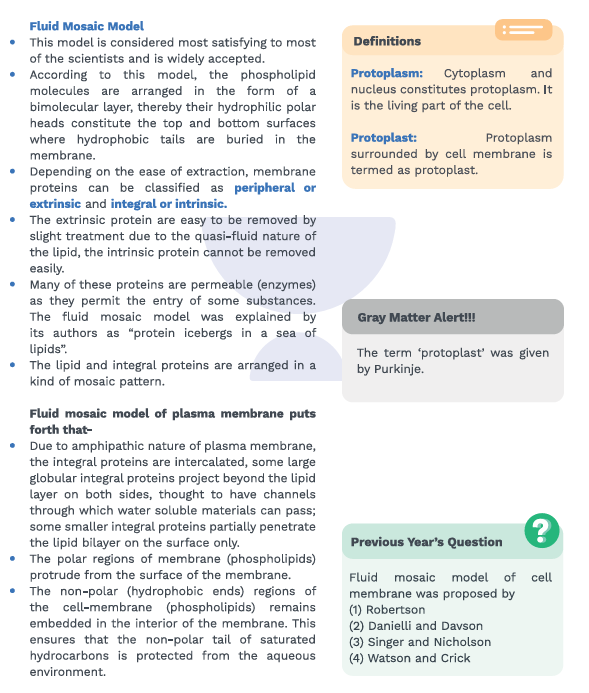 Fluid Mosaic Model
• This model is considered most satisfying to most
of the scientists and is widely accepted.
• According to this model, the phospholipid
molecules are arranged in the form of a
bimolecular layer, thereby their hydrophilic polar
heads constitute the top and bottom surfaces
where hydrophobic tails are buried in the
membrane.
• Depending on the ease of extraction, membrane
proteins can be classified as peripheral or
extrinsic and integral or intrinsic.
• The extrinsic protein are easy to be removed by
slight treatment due to the quasi-fluid nature of
the lipid, the intrinsic protein cannot be removed
easily.
• Many of these proteins are permeable (enzymes)
as they permit the entry of some substances.
The fluid mosaic model was explained by
its authors as “protein icebergs in a sea of
lipids”.
• The lipid and integral proteins are arranged in a
kind of mosaic pattern.
Fluid mosaic model of plasma membrane puts
forth that-
• Due to amphipathic nature of plasma membrane,
the integral proteins are intercalated, some large
globular integral proteins project beyond the lipid
layer on both sides, thought to have channels
through which water soluble materials can pass;
some smaller integral proteins partially penetrate
the lipid bilayer on the surface only.
• The polar regions of membrane (phospholipids)
protrude from the surface of the membrane.
• The non-polar (hydrophobic ends) regions of
the cell-membrane (phospholipids) remains
embedded in the interior of the membrane. This
ensures that the non-polar tail of saturated
hydrocarbons is protected from the aqueous
environment.
Definitions
Protoplasm: Cytoplasm and
nucleus constitutes protoplasm. It
is the living part of the cell.
Protoplast: Protoplasm
surrounded by cell membrane is
termed as protoplast.
Gray Matter Alert!!!
The term ‘protoplast’ was given
by Purkinje.
?
Previous Year’s Question
Fluid mosaic model of cell
membrane was proposed by
(1) Robertson
(2) Danielli and Davson
(3) Singer and Nicholson
(4) Watson and Crick